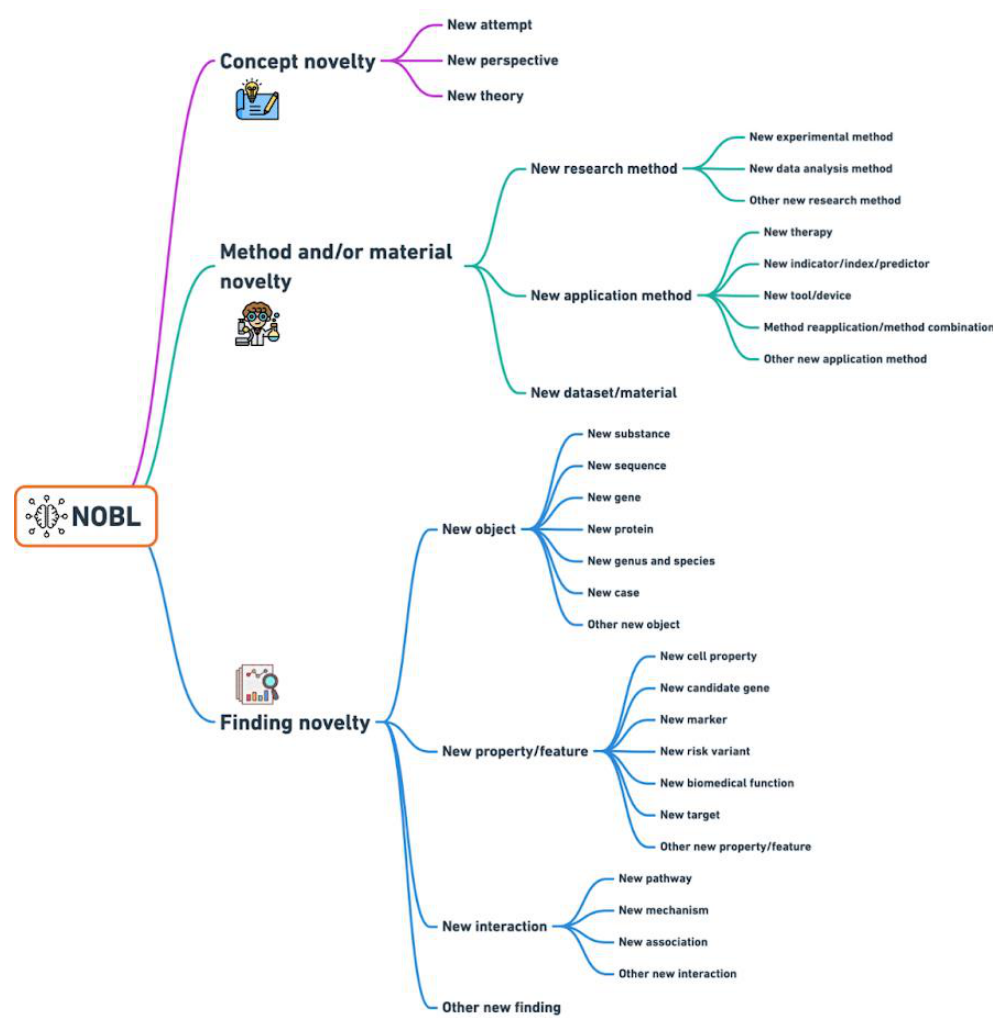 Concept novelty
New attempt
New perspective
New theory
Method and/or material
novelty
New research method
New experimental method
New data analysis method
Other new research method
New application method
New therapy
New indicator/index/predictor
New tool/device
Method reapplication/method combination
Other new application method
New dataset/material
NOBL
Finding novelty
New object
New substance
New sequence
New gene
New protein
New genus and species
New case
Other new object
New property/feature
New cell property
New candidate gene
New marker
New risk variant
New biomedical function
New target
Other new property/feature
New interaction
New pathway
New mechanism
New association
Other new interaction
Other new finding